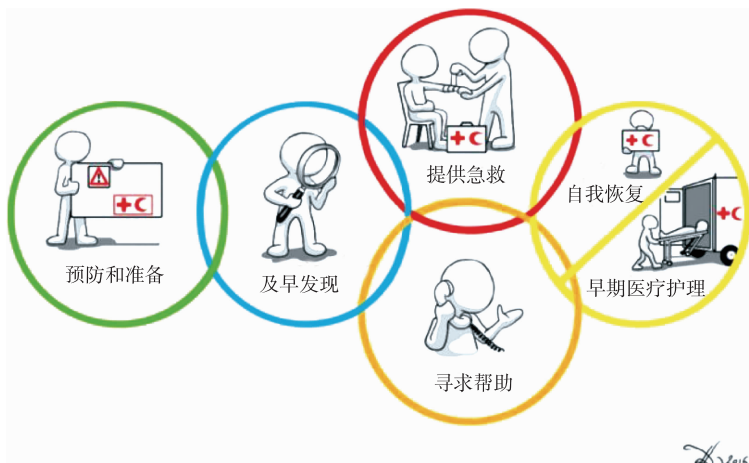 预防和准备
及早发现
提供急救
寻求帮助
自我恢复
早期医疗护理